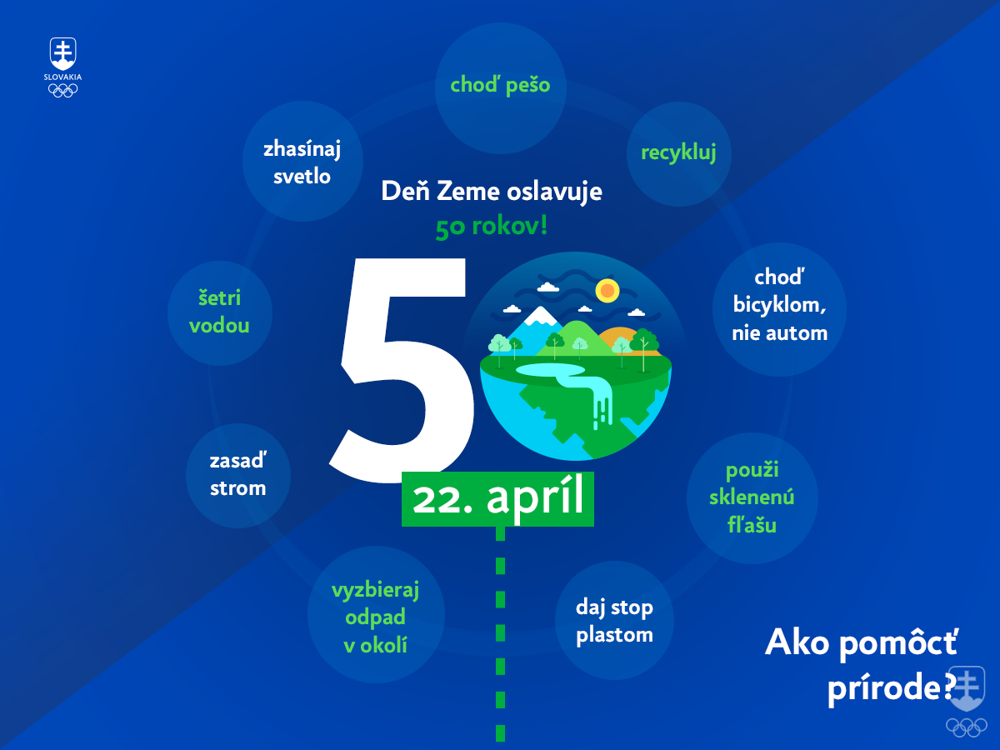 SLOVAKIA
choď pešo
recykluj
zhasínaj
svetlo
Deň Zeme oslavuje
50 rokov!
choď
bicyklom,
nie autom
šetri
vodou
5
zasaď
strom
použi
sklenenú
fľašu
22. apríl
vyzbieraj
odpad
v okolí
daj stop
plastom
Ako pomôcť
prírode?